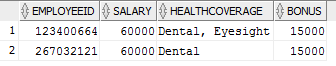 EMPLOYEEID SALARY HEALTHCOVERAGE BONUS
1 123400664 60000 Dental, Eyesight 15000
2 267032121 60000 Dental 15000